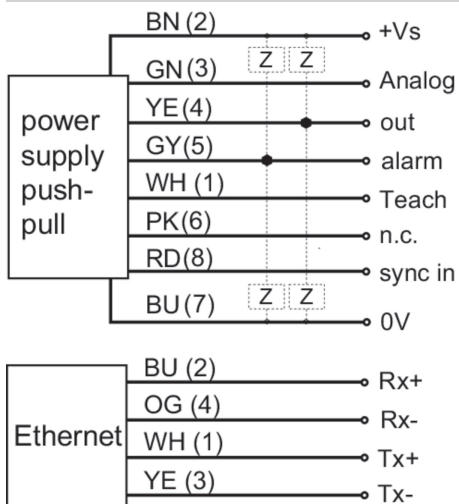 BN (2) +Vs
Z Z
GN (3) Analog
YE (4) out
GY(5) alarm
WH (1) Teach
PK(6) n.c.
RD(8) sync in
Z Z
BU (7) 0V
power
supply
push-
pull
BU (2) Rx+
OG (4) Rx-
WH (1) Tx+
YE (3) Tx-
Ethernet